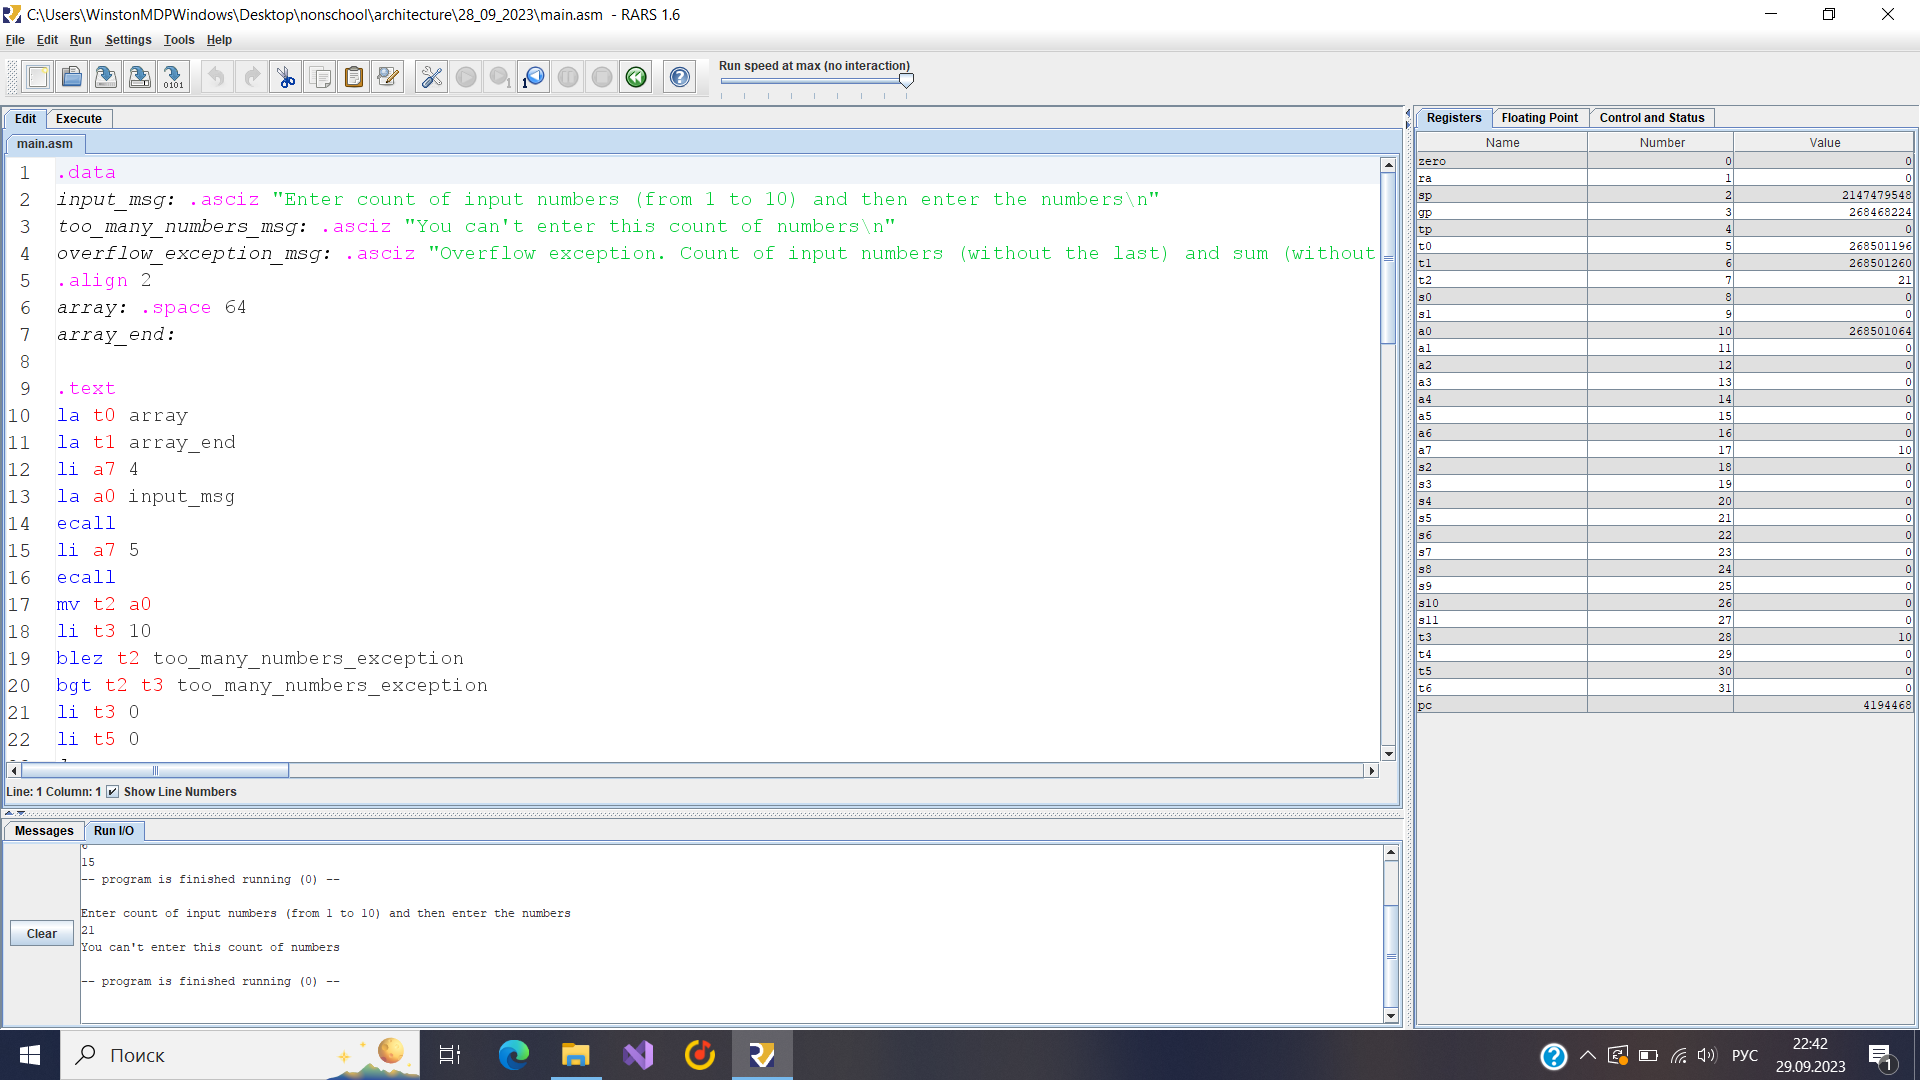 C:\Users\WinstonMDPWindows\Desktop\nonschool\architecture\28_09_2023\main.asm - RARS 1.6
File Edit Run Settings Tools Help
Run speed at max (no interaction)
Edit Execute
main.asm
1 .data
2 input_msg: .asciz "Enter count of input numbers (from 1 to 10) and then enter the numbers\n"
3 too_many_numbers_msg: .asciz "You can't enter this count of numbers\n"
4 overflow_exception_msg: .asciz "Overflow exception. Count of input numbers (without the last) and sum (without
5 .align 2
6 array: .space 64
7 array_end:
8
9 .text
10 la t0 array
11 la t1 array_end
12 li a7 4
13 la a0 input_msg
14 ecall
15 li a7 5
16 ecall
17 mv t2 a0
18 li t3 10
19 blez t2 too_many_numbers_exception
20 bgt t2 t3 too_many_numbers_exception
21 li t3 0
22 li t5 0
Line: 1 Column: 1 Show Line Numbers
Messages Run I/O
Clear
15
-- program is finished running (0) --
Enter count of input numbers (from 1 to 10) and then enter the numbers
21
You can't enter this count of numbers
-- program is finished running (0) --
Registers Floating Point Control and Status
Name Number Value
zero 0 0
ra 1 0
sp 2 2147479548
gp 3 268468224
tp 4 0
t0 5 268501196
t1 6 268501260
t2 7 21
s0 8 0
s1 9 0
a0 10 268501064
a1 11 0
a2 12 0
a3 13 0
a4 14 0
a5 15 0
a6 16 0
a7 17 10
s2 18 0
s3 19 0
s4 20 0
s5 21 0
s6 22 0
s7 23 0
s8 24 0
s9 25 0
s10 26 0
s11 27 0
t3 28 10
t4 29 0
t5 30 0
t6 31 0
pc 4194468
Поиск
РУС
22:42
29.09.2023
1